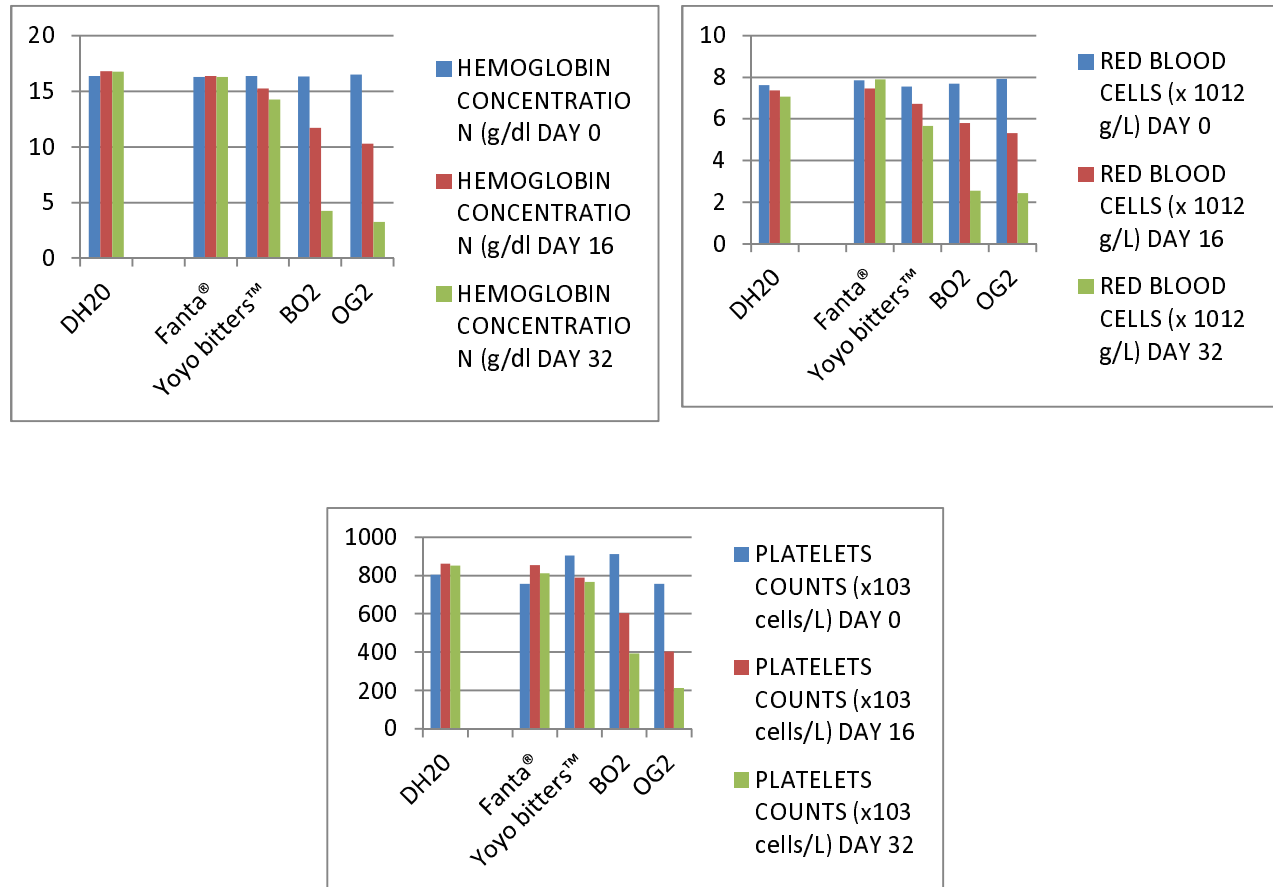 20
15
10
5
0
DH20
Fanta®
Yoyo bitters™
BO2
OG2
HEMOGLOBIN
CONCENTRATIO
N (g/dl DAY 0
HEMOGLOBIN
CONCENTRATIO
N (g/dl DAY 16
HEMOGLOBIN
CONCENTRATIO
N (g/dl DAY 32
10
8
6
4
2
0
DH20
Fanta®
Yoyo bitters™
BO2
OG2
RED BLOOD
CELLS (x 1012
g/L) DAY 0
RED BLOOD
CELLS (x 1012
g/L) DAY 16
RED BLOOD
CELLS (x 1012
g/L) DAY 32
1000
800
600
400
200
0
DH20
Fanta®
Yoyo bitters™
BO2
OG2
PLATELETS
COUNTS (x103
cells/L) DAY 0
PLATELETS
COUNTS (x103
cells/L) DAY 16
PLATELETS
COUNTS (x103
cells/L) DAY 32